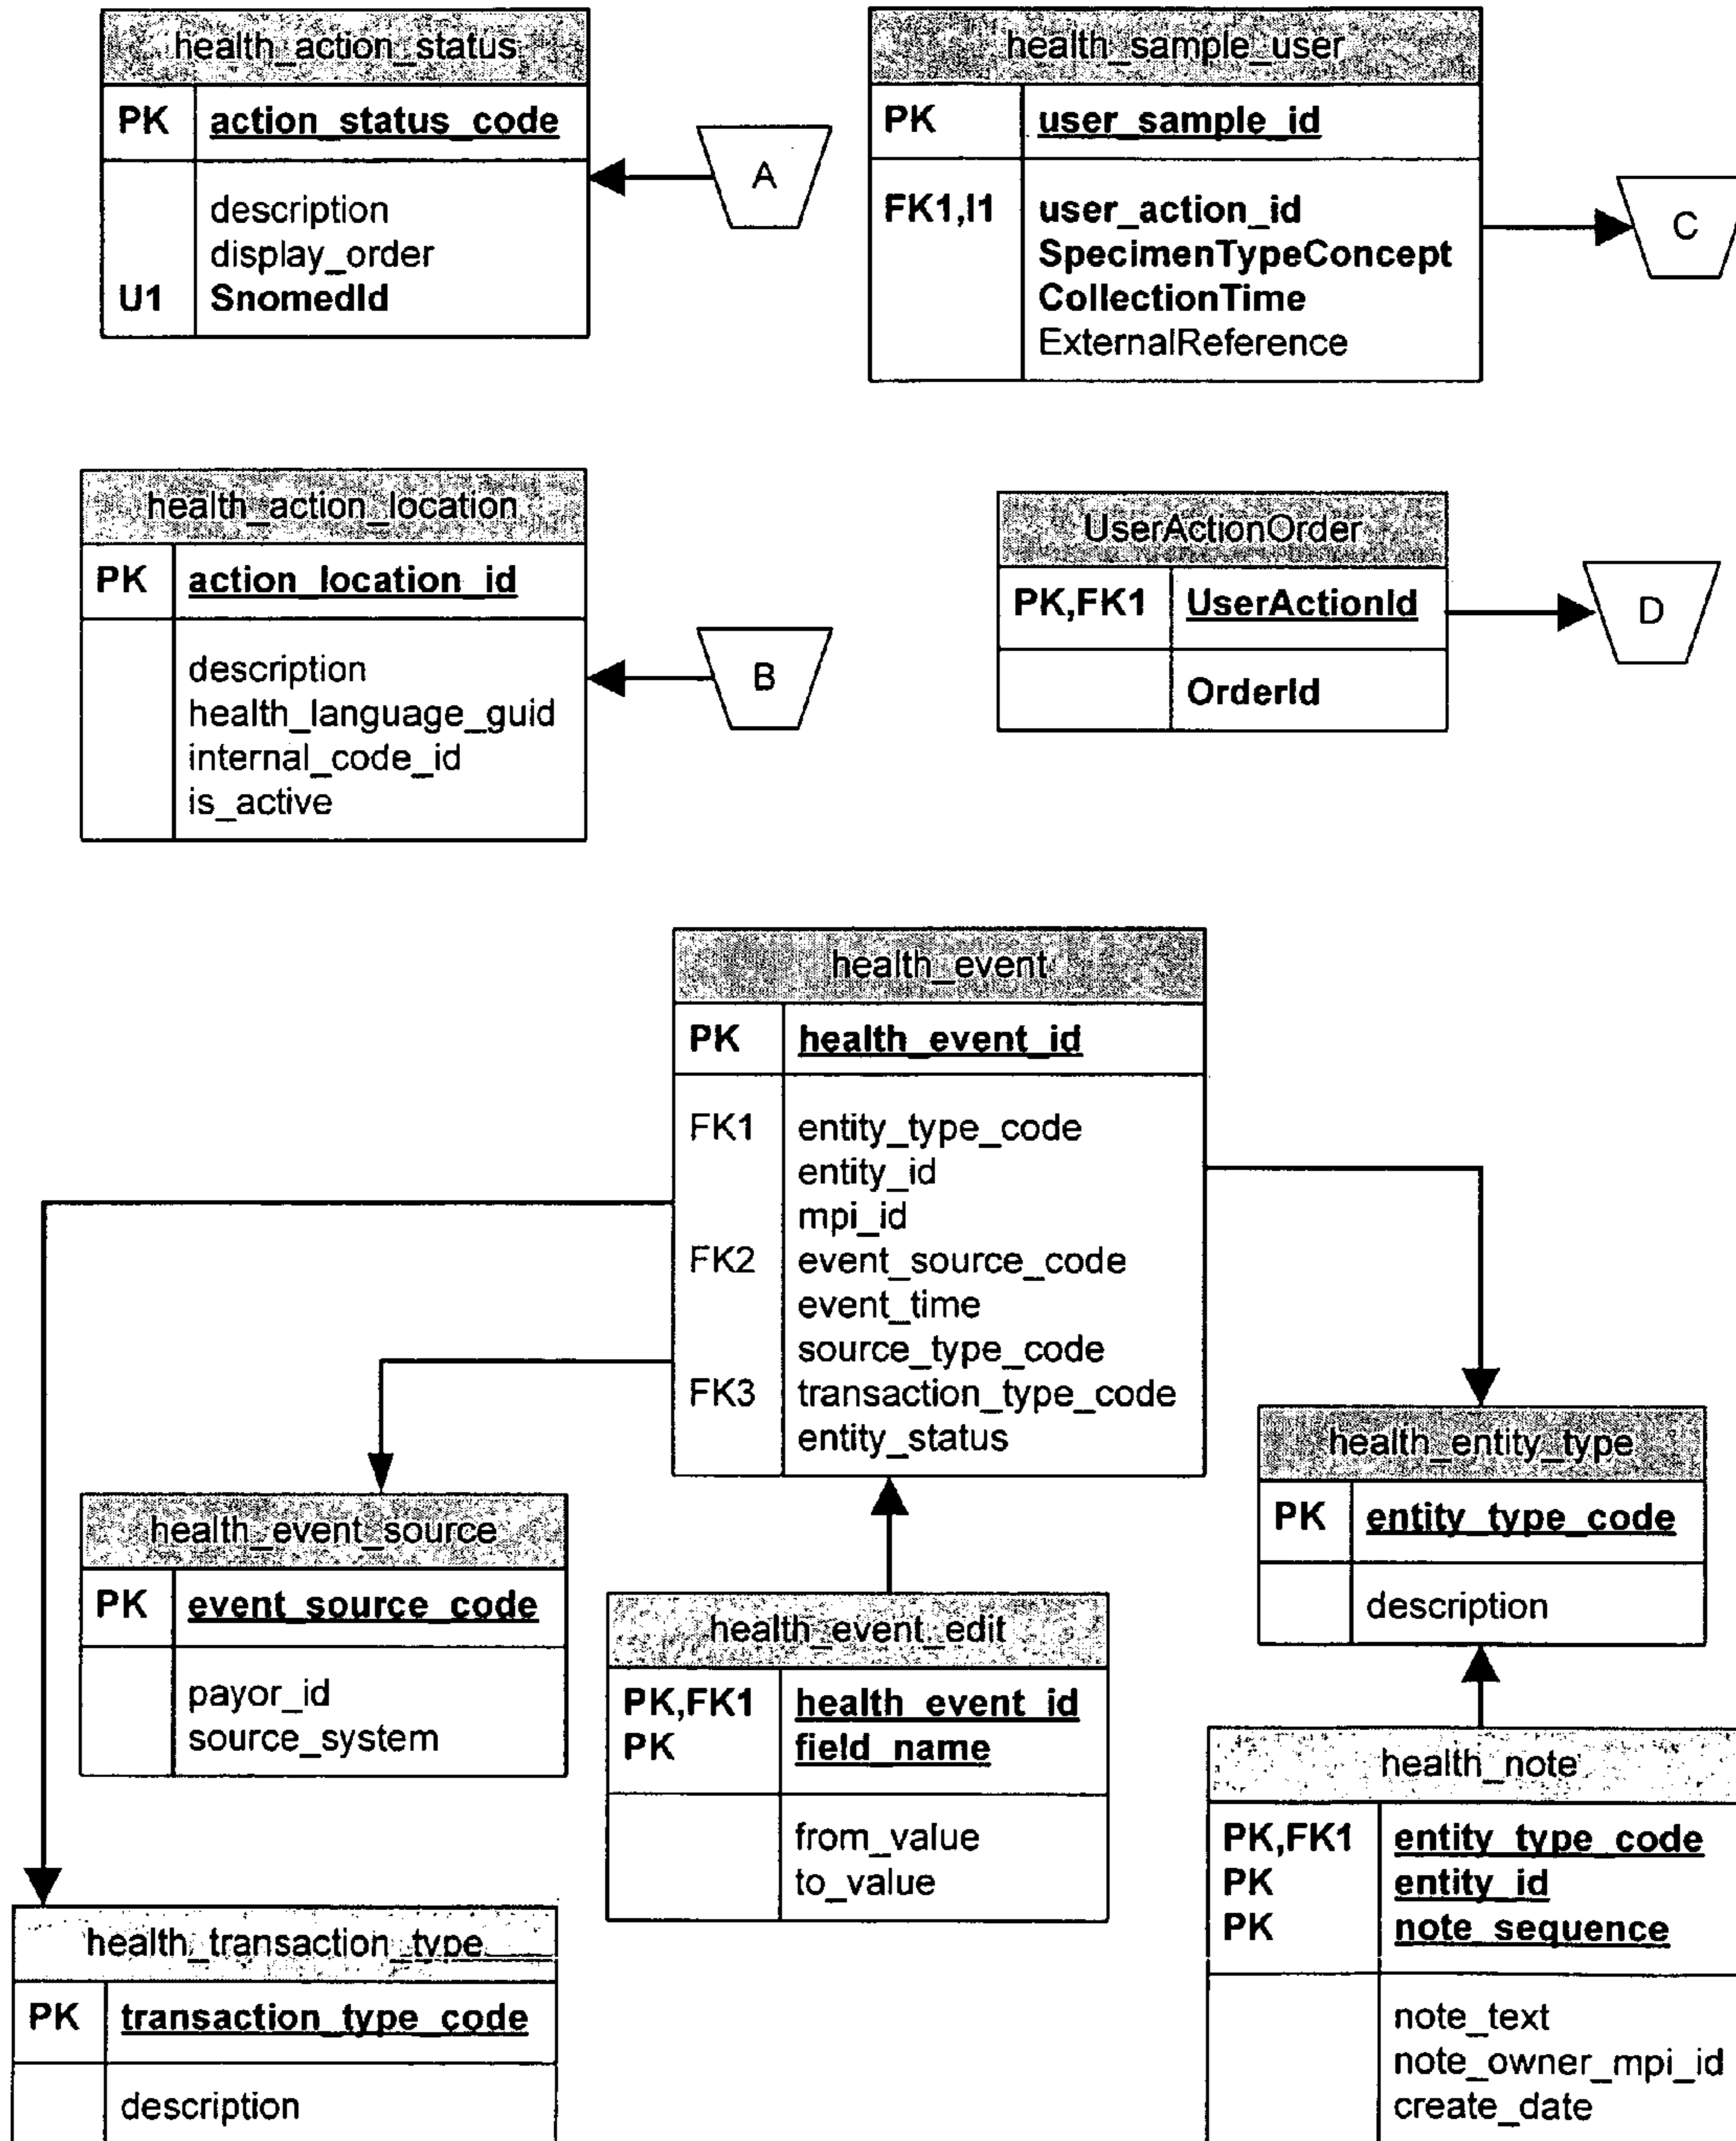 health_action_status
PK action_status_code
description
display_order
U1 SnomedId
A
health_sample_user
PK user_sample_id
FK1,I1 user_action_id
SpecimenTypeConcept
CollectionTime
ExternalReference
C
health_action_location
PK action_location_id
description
health_language_guid
internal_code_id
is_active
B
UserActionOrder
PK,FK1 UserActionId
OrderId
D
health_event
PK health_event_id
FK1 entity_type_code
entity_id
mpi_id
FK2 event_source_code
event_time
source_type_code
FK3 transaction_type_code
entity_status
health_event_source
PK event_source_code
payor_id
source_system
health_event_edit
PK,FK1 health_event_id
PK field_name
from_value
to_value
health_entity_type
PK entity_type_code
description
health_note
PK,FK1 entity_type_code
PK entity_id
PK note_sequence
note_text
note_owner_mpi_id
create_date
health_transaction_type
PK transaction_type_code
description